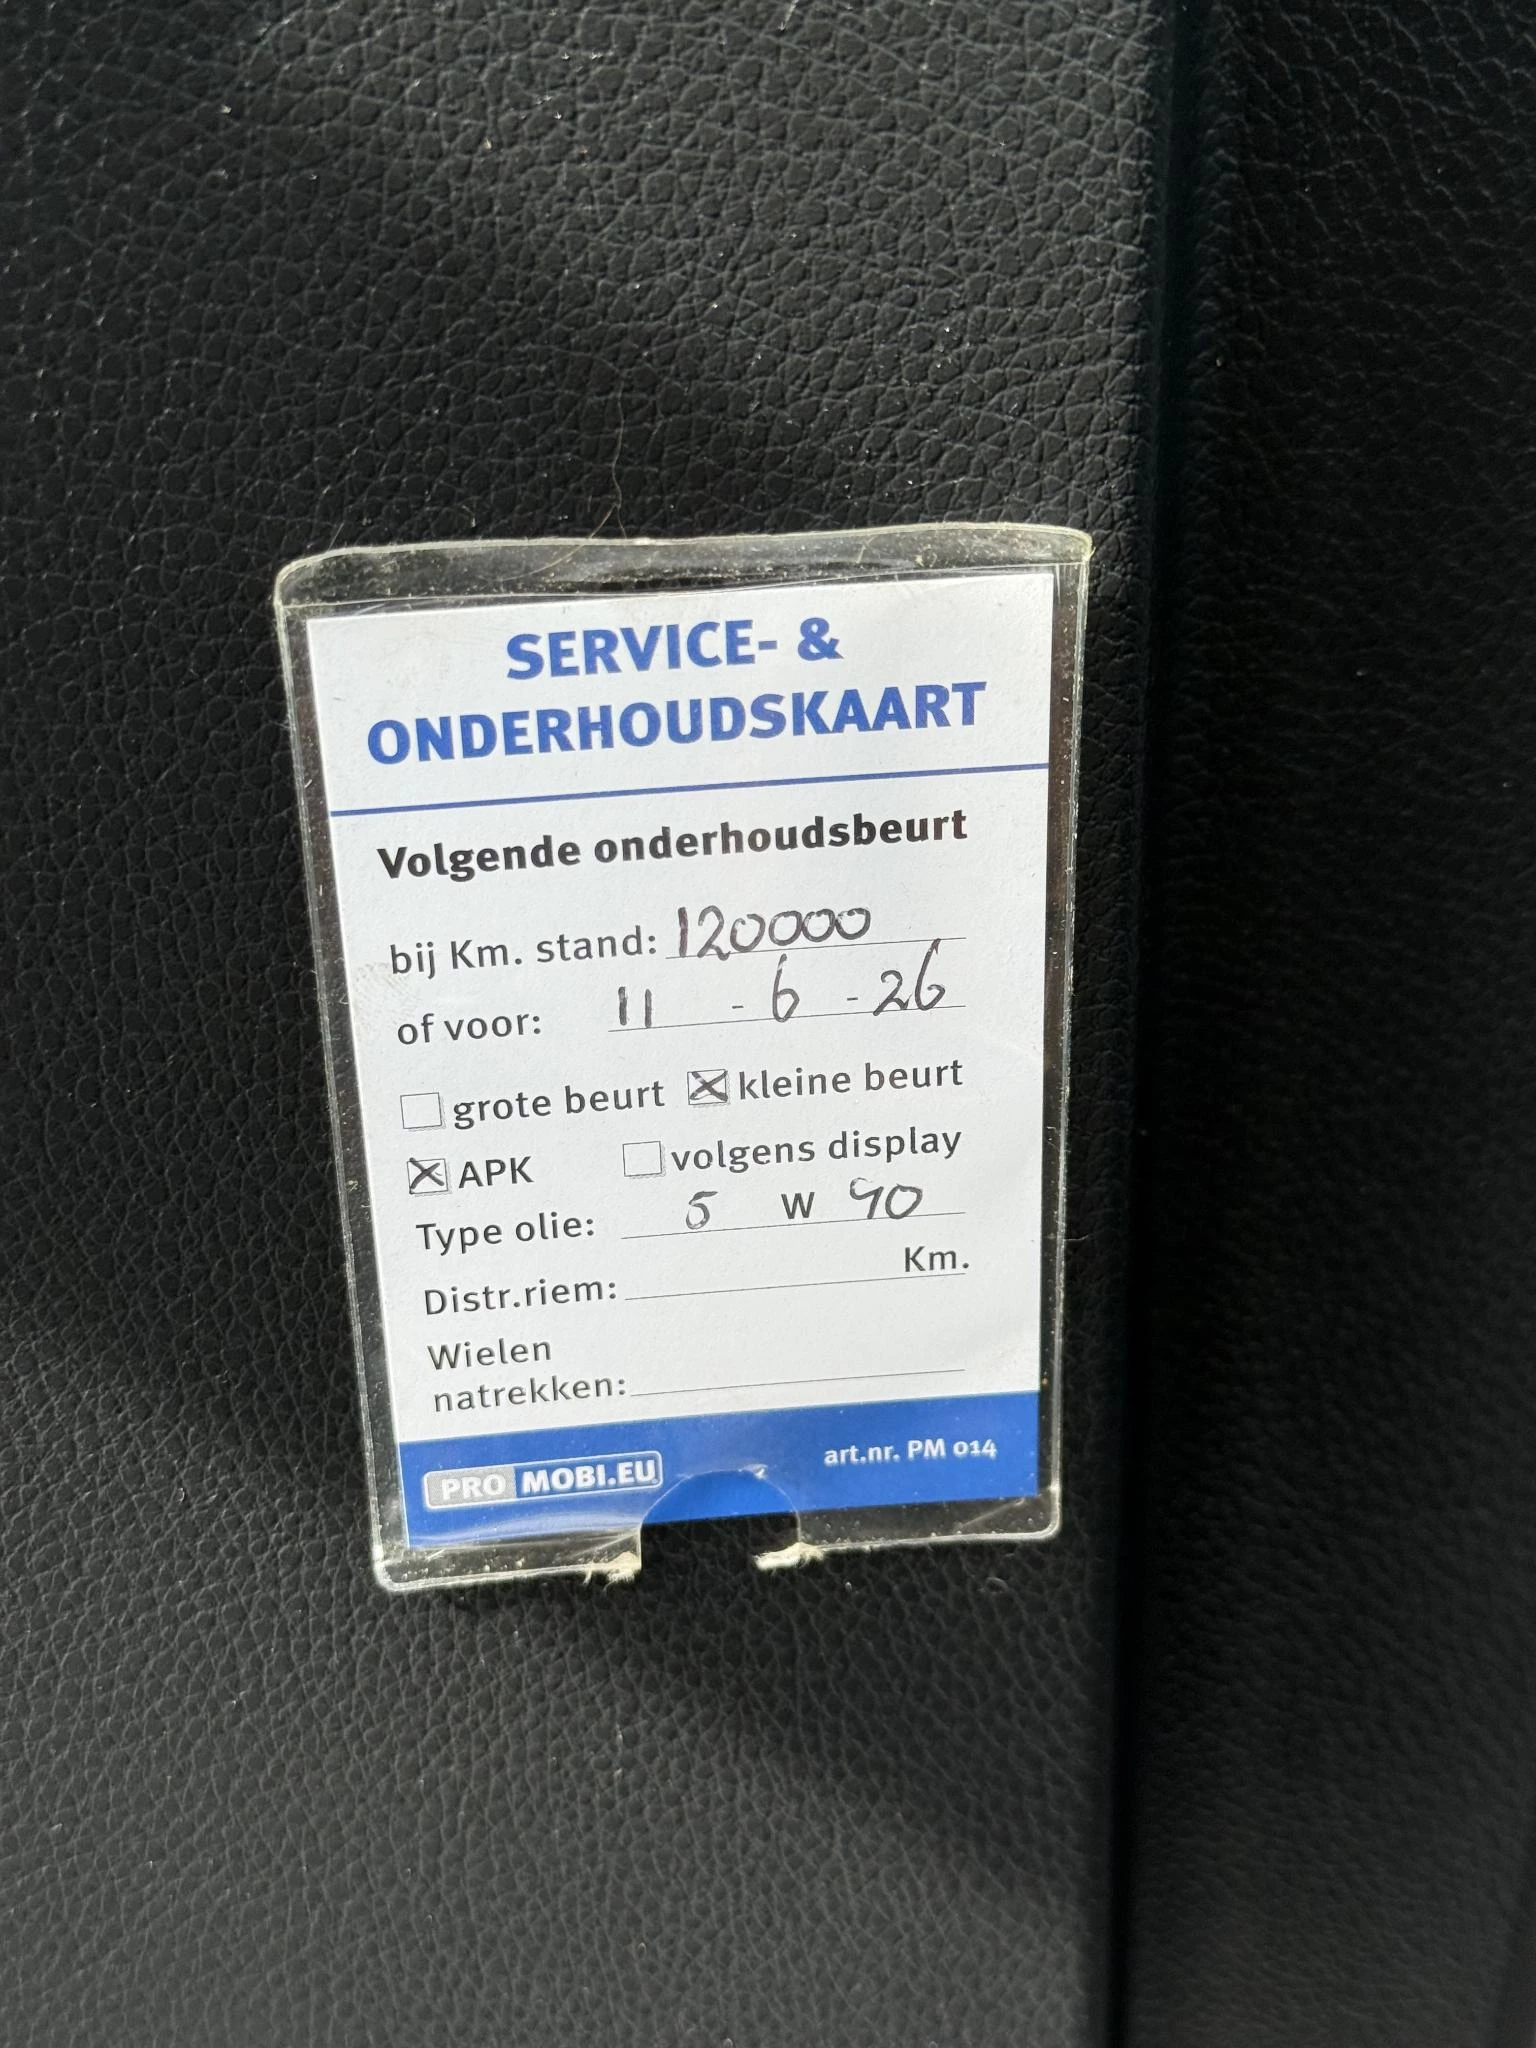 SERVICE- &
ONDERHOUDSKAART
Volgende onderhoudsbeurt
bij Km. stand: 120000
of voor: 11 - 6 - 26
grote beurt kleine beurt
APK volgens display
Type olie: 5 W 40
Km.
Distr.riem:
Wielen
natrekken:
PRO MOBI.EU art.nr. PM 014